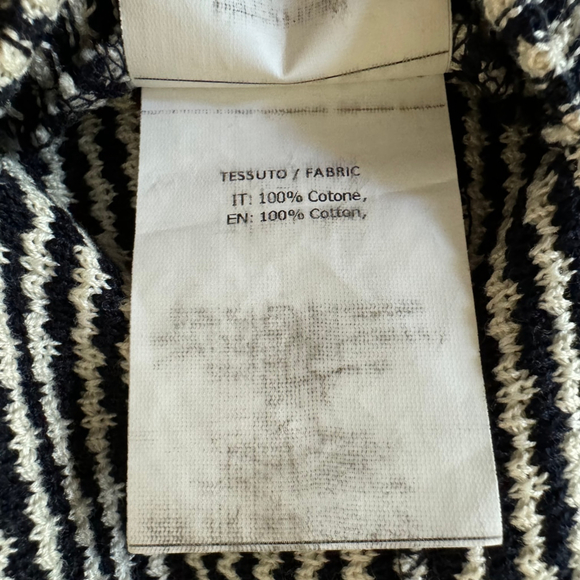 TESSUTO / FABRIC
IT: 100% Cotone,
EN: 100% Cotton,